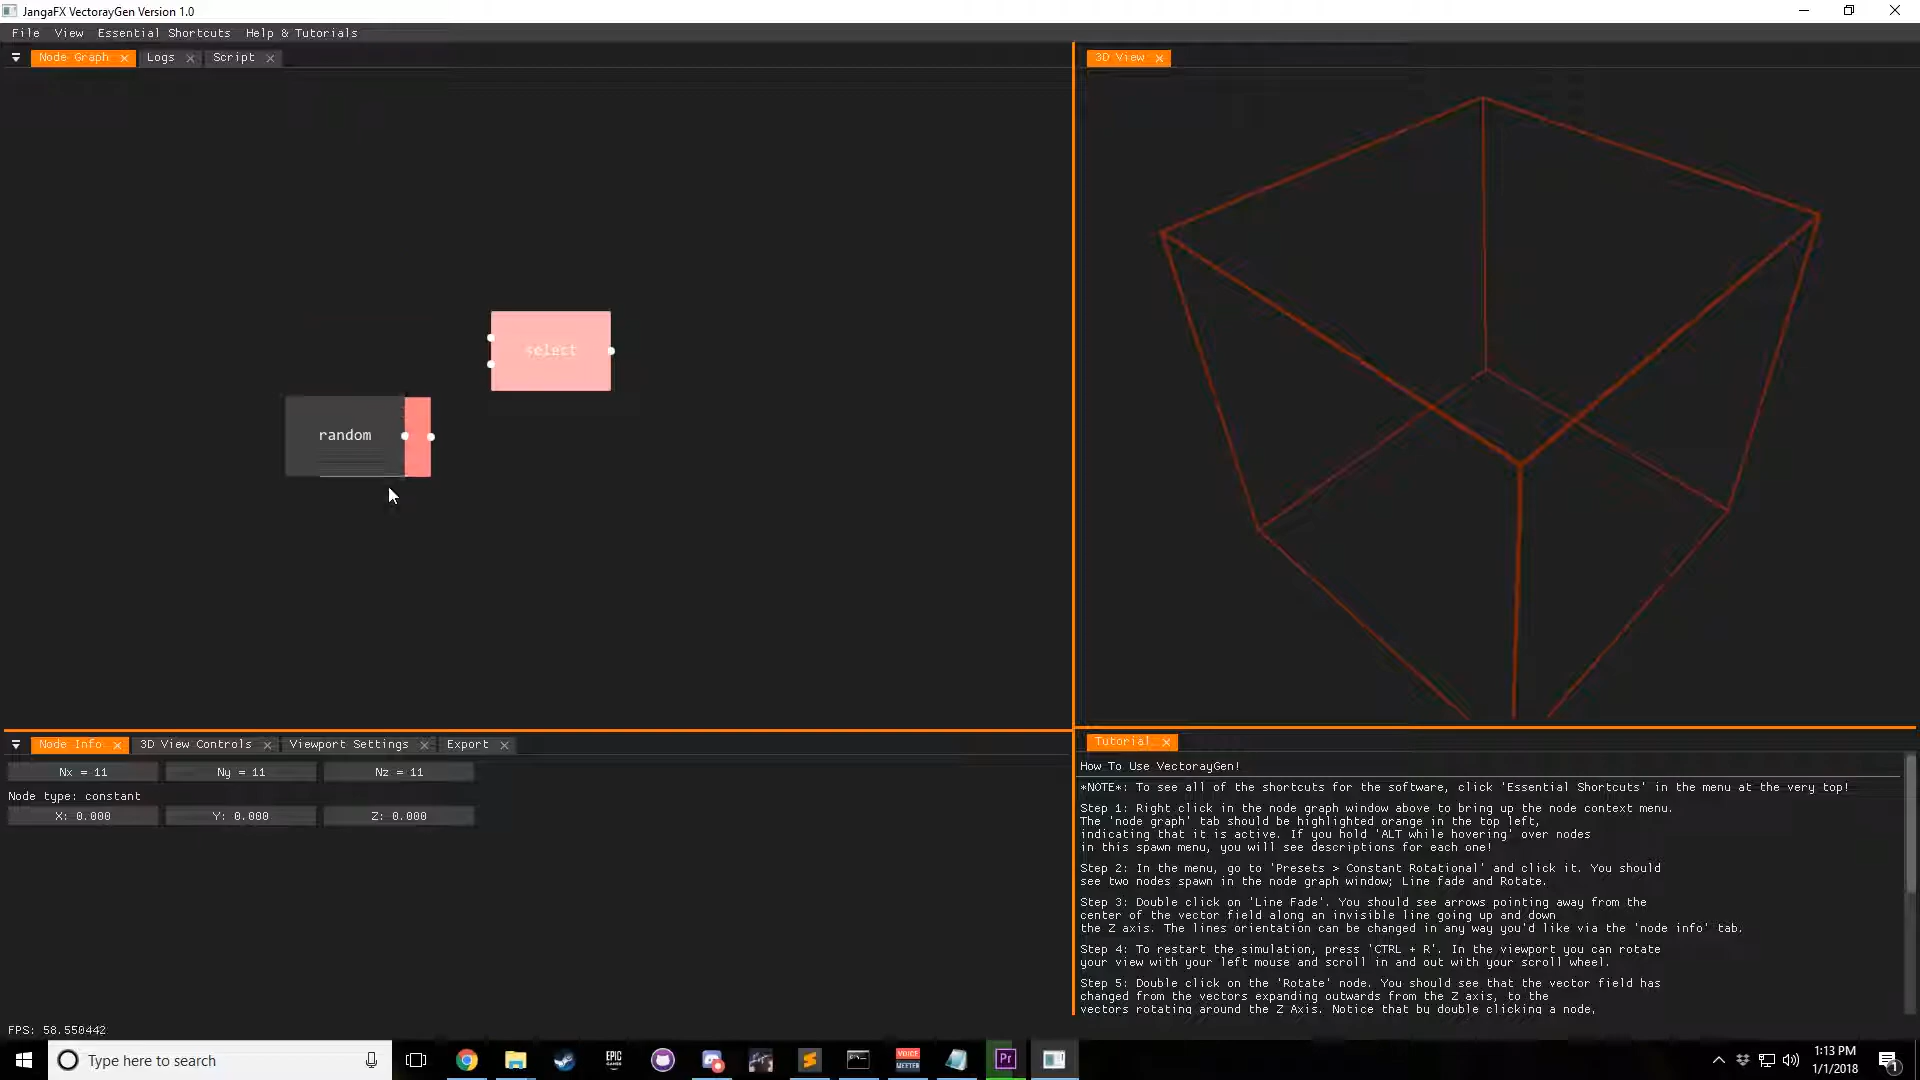 JangaFX VectorayGen Version 1.0
File View Essential Shortcuts Help & Tutorials
Node Graph Logs Script
3D View
select
random
Node Info 3D View Controls Viewport Settings Export
Nx = 11 Ny = 11 Nz = 11
Node type: constant
X: 0.000 Y: 0.000 Z: 0.000
FPS: 58.550442
Tutorial
How To Use VectorayGen!
*NOTE*: To see all of the shortcuts for the software, click 'Essential Shortcuts' in the menu at the very top!
Step 1: Right click in the node graph window above to bring up the node context menu.
The 'node graph' tab should be highlighted orange in the top left,
indicating that it is active. If you hold 'ALT while hovering' over nodes
in this spawn menu, you will see descriptions for each one!
Step 2: In the menu, go to 'Presets > Constant Rotational' and click it. You should
see two nodes spawn in the node graph window; Line fade and Rotate.
Step 3: Double click on 'Line Fade'. You should see arrows pointing away from the
center of the vector field along an invisible line going up and down
the Z axis. The lines orientation can be changed in any way you'd like via the 'node info' tab.
Step 4: To restart the simulation, press 'CTRL + R'. In the viewport you can rotate
your view with your left mouse and scroll in and out with your scroll wheel.
Step 5: Double click on the 'Rotate' node. You should see that the vector field has
changed from the vectors expanding outwards from the Z axis, to the
vectors rotating around the Z Axis. Notice that by double clicking a node,
Type here to search
EPIC GAMES
VOICE MEETER
Pr
1:13 PM
1/1/2018
1